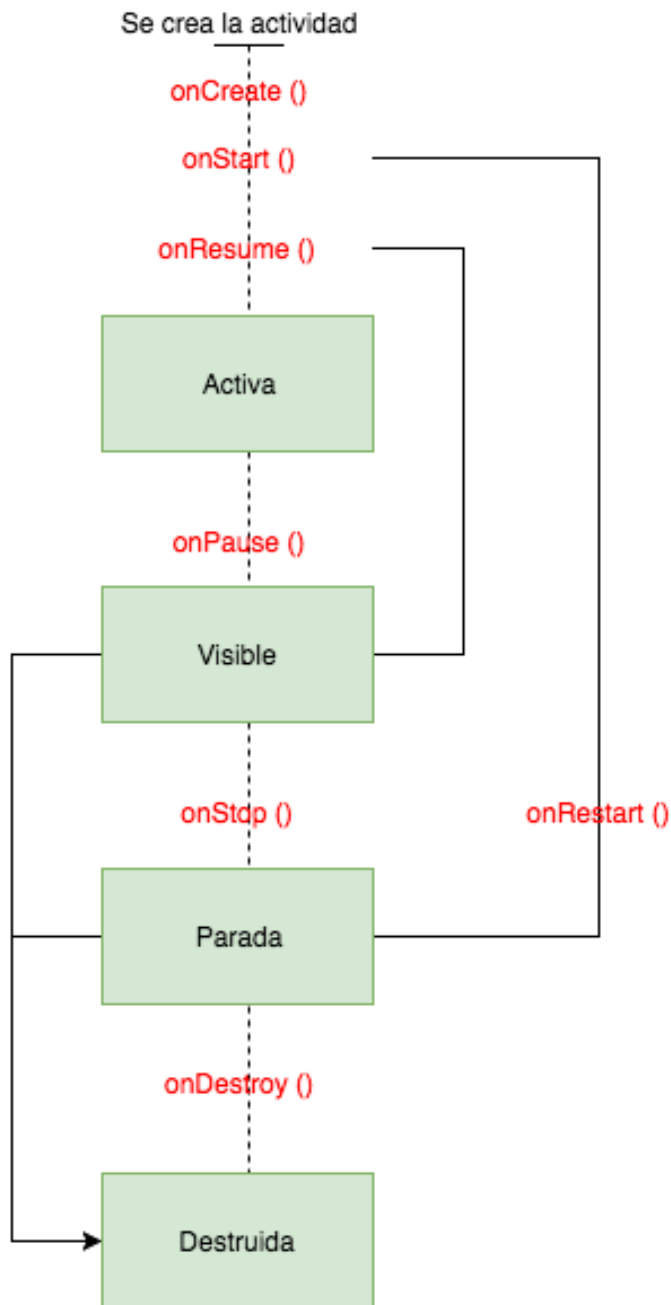 Se crea la actividad
onCreate ()
onStart ()
onResume ()
Activa
onPause ()
Visible
onStop ()
onRestart ()
Parada
onDestroy ()
Destruida